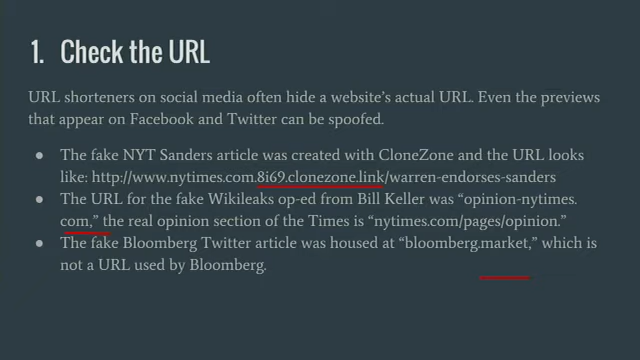 1. Check the URL
URL shorteners on social media often hide a website's actual URL. Even the previews
that appear on Facebook and Twitter can be spoofed.
● The fake NYT Sanders article was created with CloneZone and the URL looks
like: http://www.nytimes.com.8i69.clonezone.link/warren-endorses-sanders
● The URL for the fake Wikileaks op-ed from Bill Keller was “opinion-nytimes.
com,” the real opinion section of the Times is “nytimes.com/pages/opinion.”
● The fake Bloomberg Twitter article was housed at “bloomberg.market,” which is
not a URL used by Bloomberg.